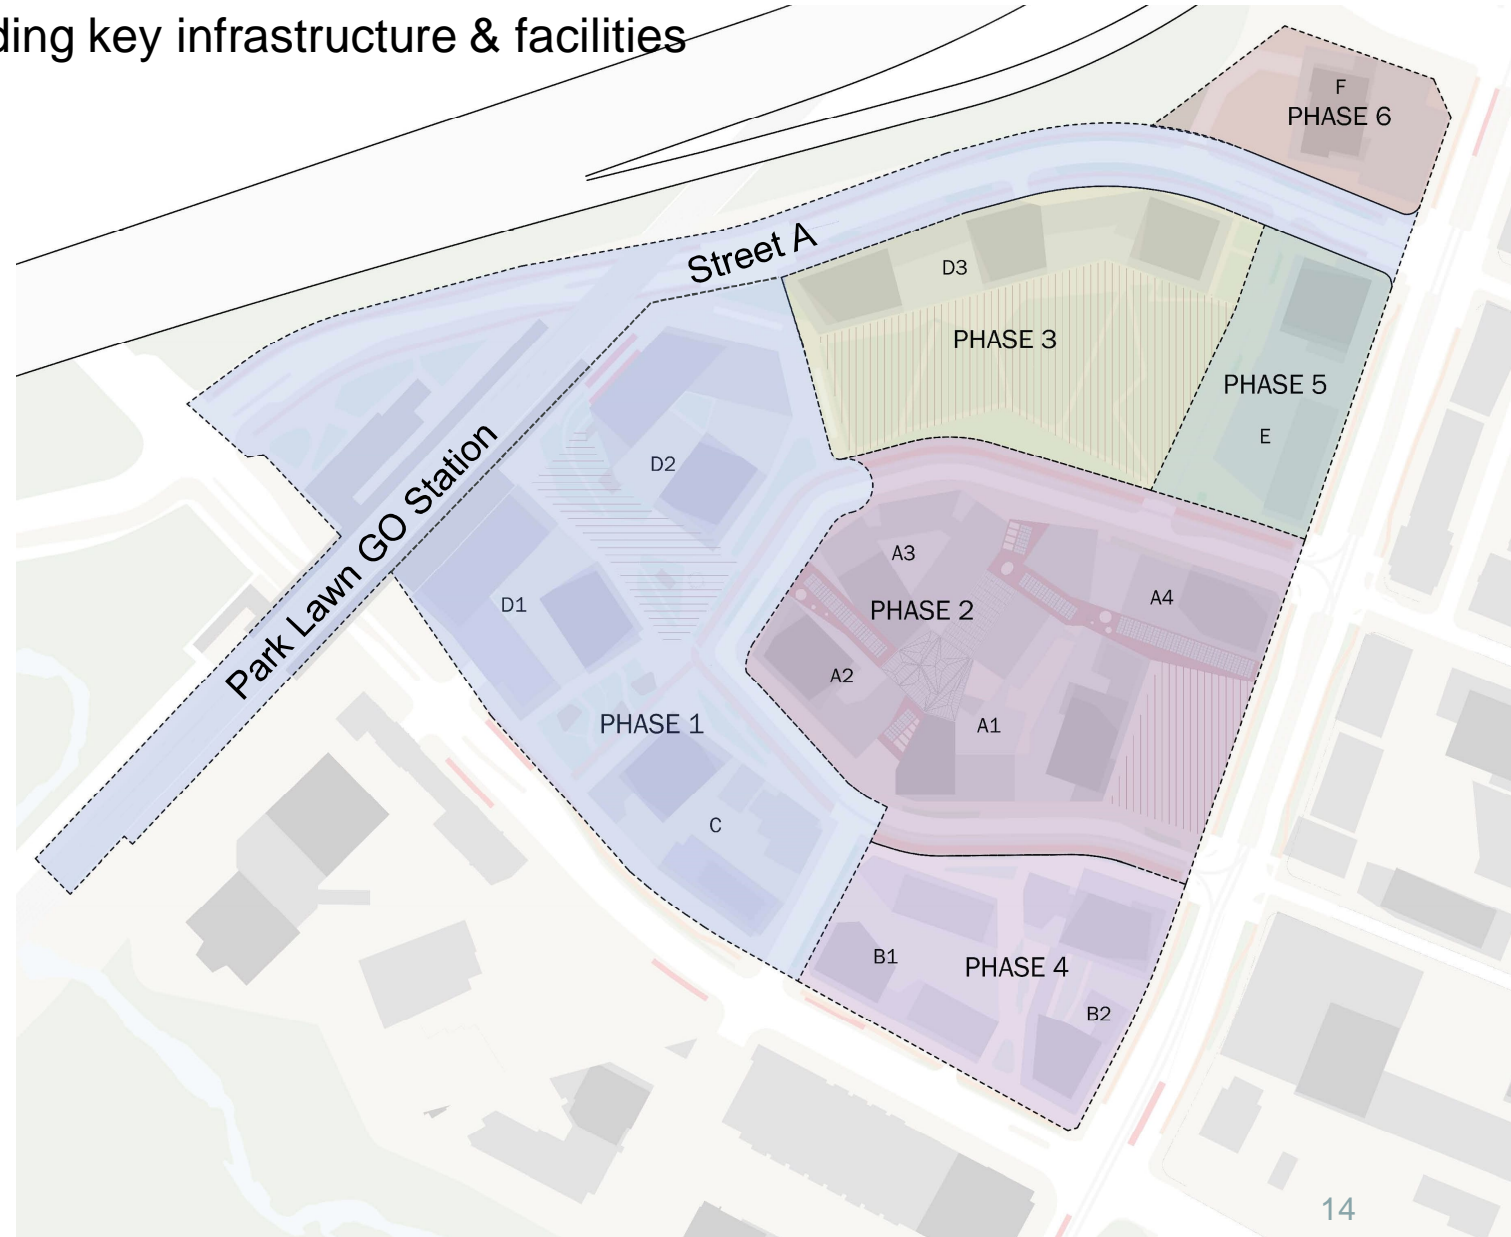 ding key infrastructure & facilities
F
PHASE 6
Street A
D3
PHASE 3
PHASE 5
E
Park Lawn GO Station
D2
D1
A3
PHASE 2
A4
A2
A1
PHASE 1
C
B1
PHASE 4
B2
14